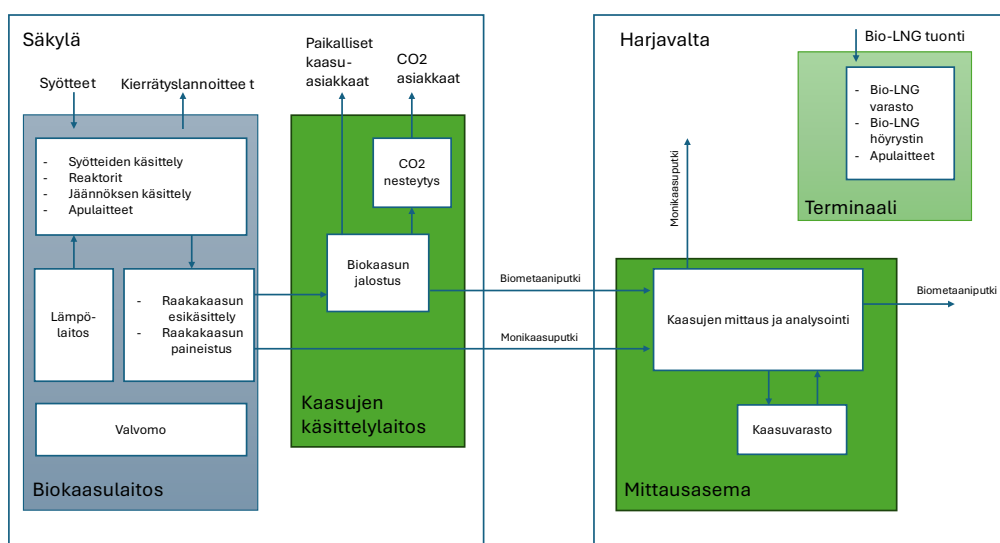 Säkylä
Paikalliset
kaasu-
asiakkaat
CO2
asiakkaat
Syötteet
Kierrätyslannoittee t
- Syötteiden käsittely
- Reaktorit
- Jäännöksen käsittely
- Apulaitteet
Lämpö-
laitos
- Raakakaasun
esikäsittely
- Raakakaasun
paineistus
Valvomo
Biokaasulaitos
CO2
nesteytys
Biokaasun
jalostus
Kaasujen
käsittelylaitos
Biometaaniputki
Monikaasuputki
Harjavalta
Bio-LNG tuonti
- Bio-LNG
varasto
- Bio-LNG
höyrystin
- Apulaitteet
Terminaali
Monikaasuputki
Kaasujen mittaus ja analysointi
Biometaaniputki
Kaasuvarasto
Mittausasema